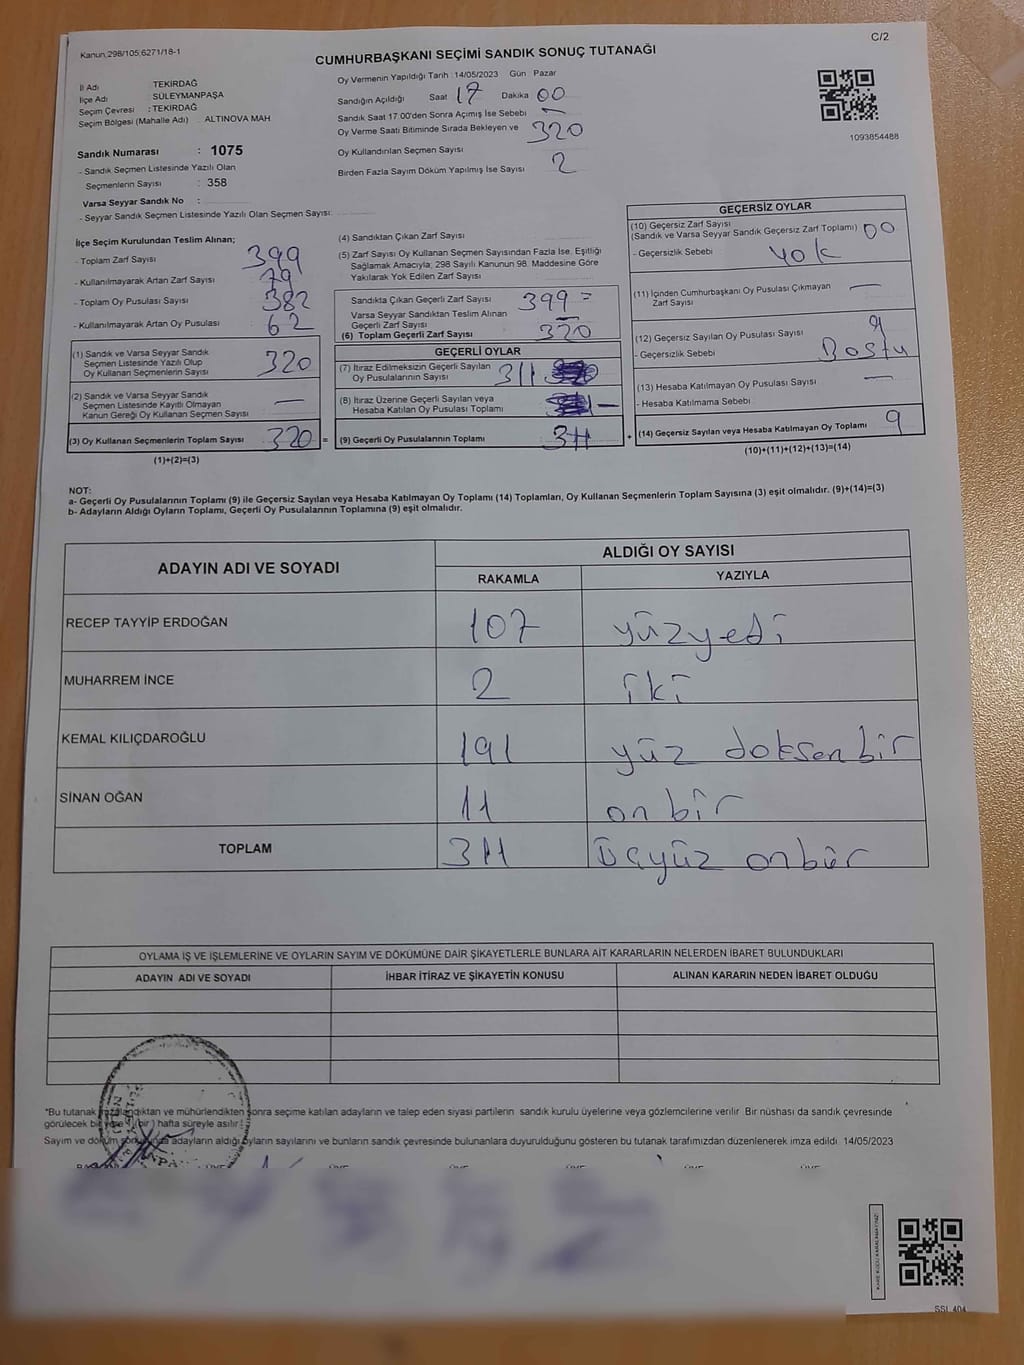 Kanun:298/105;6271/18-1
C/2
CUMHURBAŞKANI SEÇİMİ SANDIK SONUÇ TUTANAĞI
İl Adı : TEKİRDAĞ
İlçe Adı : SÜLEYMANPAŞA
Seçim Çevresi : TEKİRDAĞ
Seçim Bölgesi (Mahalle Adı) ALTINOVA MAH
Sandık Numarası : 1075
- Sandık Seçmen Listesinde Yazılı Olan
Seçmenlerin Sayısı : 358
Varsa Seyyar Sandık No :
- Seyyar Sandık Seçmen Listesinde Yazılı Olan Seçmen Sayısı:
Oy Vermenin Yapıldığı Tarih : 14/05/2023 Gün Pazar
Sandığın Açıldığı Saat 17 Dakika 00
Sandık Saat 17:00'den Sonra Açımış İse Sebebi —
Oy Verme Saati Bitiminde Sırada Bekleyen ve 320
Oy Kullandırılan Seçmen Sayısı
Birden Fazla Sayım Döküm Yapılmış İse Sayısı 2
1093854488
İlçe Seçim Kurulundan Teslim Alınan;
- Toplam Zarf Sayısı 399
- Kullanılmayarak Artan Zarf Sayısı 79
- Toplam Oy Pusulası Sayısı 382
- Kullanılmayarak Artan Oy Pusulası 62
(1) Sandık ve Varsa Seyyar Sandık
Seçmen Listesinde Yazılı Olup
Oy Kullanan Seçmenlerin Sayısı 320
(2) Sandık ve Varsa Seyyar Sandık
Seçmen Listesinde Kayıtlı Olmayan —
Kanun Gereği Oy Kullanan Seçmen Sayısı
(3) Oy Kullanan Seçmenlerin Toplam Sayısı 320 =
(1)+(2)=(3)
(4) Sandıktan Çıkan Zarf Sayısı
(5) Zarf Sayısı Oy Kullanan Seçmen Sayısından Fazla İse, Eşitliği
Sağlamak Amacıyla; 298 Sayılı Kanunun 98. Maddesine Göre
Yakılarak Yok Edilen Zarf Sayısı
Sandıkta Çıkan Geçerli Zarf Sayısı 399 =
Varsa Seyyar Sandıktan Teslim Alınan
Geçerli Zarf Sayısı —
(6) Toplam Geçerli Zarf Sayısı 320
GEÇERLİ OYLAR
(7) İtiraz Edilmeksizin Geçerli Sayılan
Oy Pusulalarının Sayısı 311
(8) İtiraz Üzerine Geçerli Sayılan veya
Hesaba Katılan Oy Pusulası Toplamı —
(9) Geçerli Oy Pusulalarının Toplamı 311 +
GEÇERSİZ OYLAR
(10) Geçersiz Zarf Sayısı
(Sandık ve Varsa Seyyar Sandık Geçersiz Zarf Toplamı) 00
- Geçersizlik Sebebi yok
(11) İçinden Cumhurbaşkanı Oy Pusulası Çıkmayan —
Zarf Sayısı
(12) Geçersiz Sayılan Oy Pusulası Sayısı 9
- Geçersizlik Sebebi Boştu
(13) Hesaba Katılmayan Oy Pusulası Sayısı —
- Hesaba Katılmama Sebebi
(14) Geçersiz Sayılan veya Hesaba Katılmayan Oy Toplamı 9
(10)+(11)+(12)+(13)=(14)
NOT:
a- Geçerli Oy Pusulalarının Toplamı (9) ile Geçersiz Sayılan veya Hesaba Katılmayan Oy Toplamı (14) Toplamları, Oy Kullanan Seçmenlerin Toplam Sayısına (3) eşit olmalıdır. (9)+(14)=(3)
b- Adayların Aldığı Oyların Toplamı, Geçerli Oy Pusulalarının Toplamına (9) eşit olmalıdır.
ADAYIN ADI VE SOYADI
ALDIĞI OY SAYISI
RAKAMLA YAZIYLA
RECEP TAYYİP ERDOĞAN 107 yüzyedi
MUHARREM İNCE 2 iki
KEMAL KILIÇDAROĞLU 191 yüz doksen bir
SİNAN OĞAN 11 on bir
TOPLAM 311 üçyüz onbir
OYLAMA İŞ VE İŞLEMLERİNE VE OYLARIN SAYIM VE DÖKÜMÜNE DAİR ŞİKAYETLERLE BUNLARA AİT KARARLARIN NELERDEN İBARET BULUNDUKLARI
ADAYIN ADI VE SOYADI İHBAR İTİRAZ VE ŞİKAYETİN KONUSU ALINAN KARARIN NEDEN İBARET OLDUĞU
*Bu tutanak imzalandıktan ve mühürlendikten sonra seçime katılan adayların ve talep eden siyasi partilerin sandık kurulu üyelerine veya gözlemcilerine verilir. Bir nüshası da sandık çevresinde
görülecek bir yere 1 (bir ) hafta süreyle asılır.
Sayım ve döküm sonucunda adayların aldığı oyların sayılarını ve bunların sandık çevresinde bulunanlara duyurulduğunu gösteren bu tutanak tarafımızdan düzenlenerek imza edildi. 14/05/2023
SSI 404